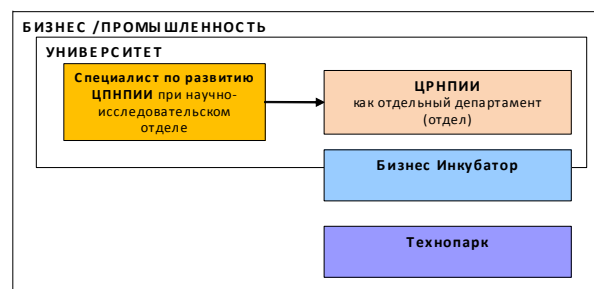 БИЗНЕС /ПРОМЫШЛЕННОСТЬ
УНИВЕРСИТЕТ
Специалист по развитию
ЦПНПИИ при научно-
исследовательском
отделе
ЦРНПИИ
как отдельный департамент
(отдел)
Бизнес Инкубатор
Технопарк